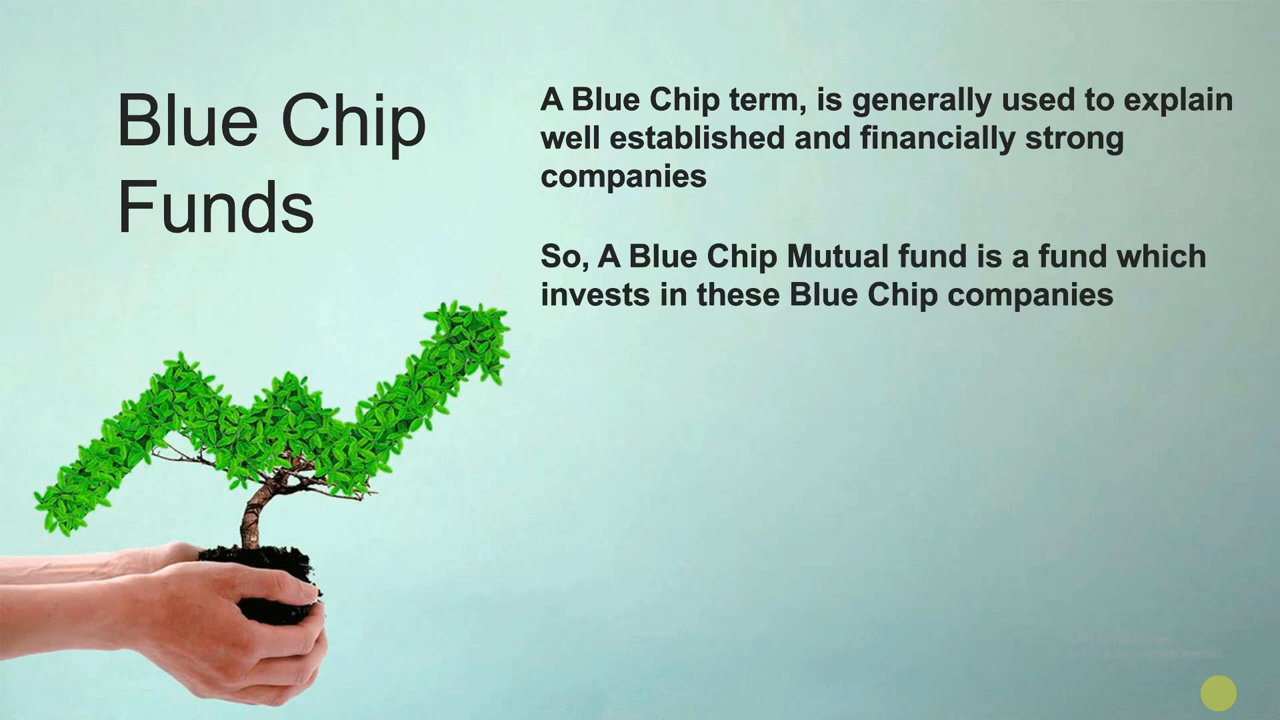 Blue Chip
Funds
A Blue Chip term, is generally used to explain
well established and financially strong
companies
So, A Blue Chip Mutual fund is a fund which
invests in these Blue Chip companies